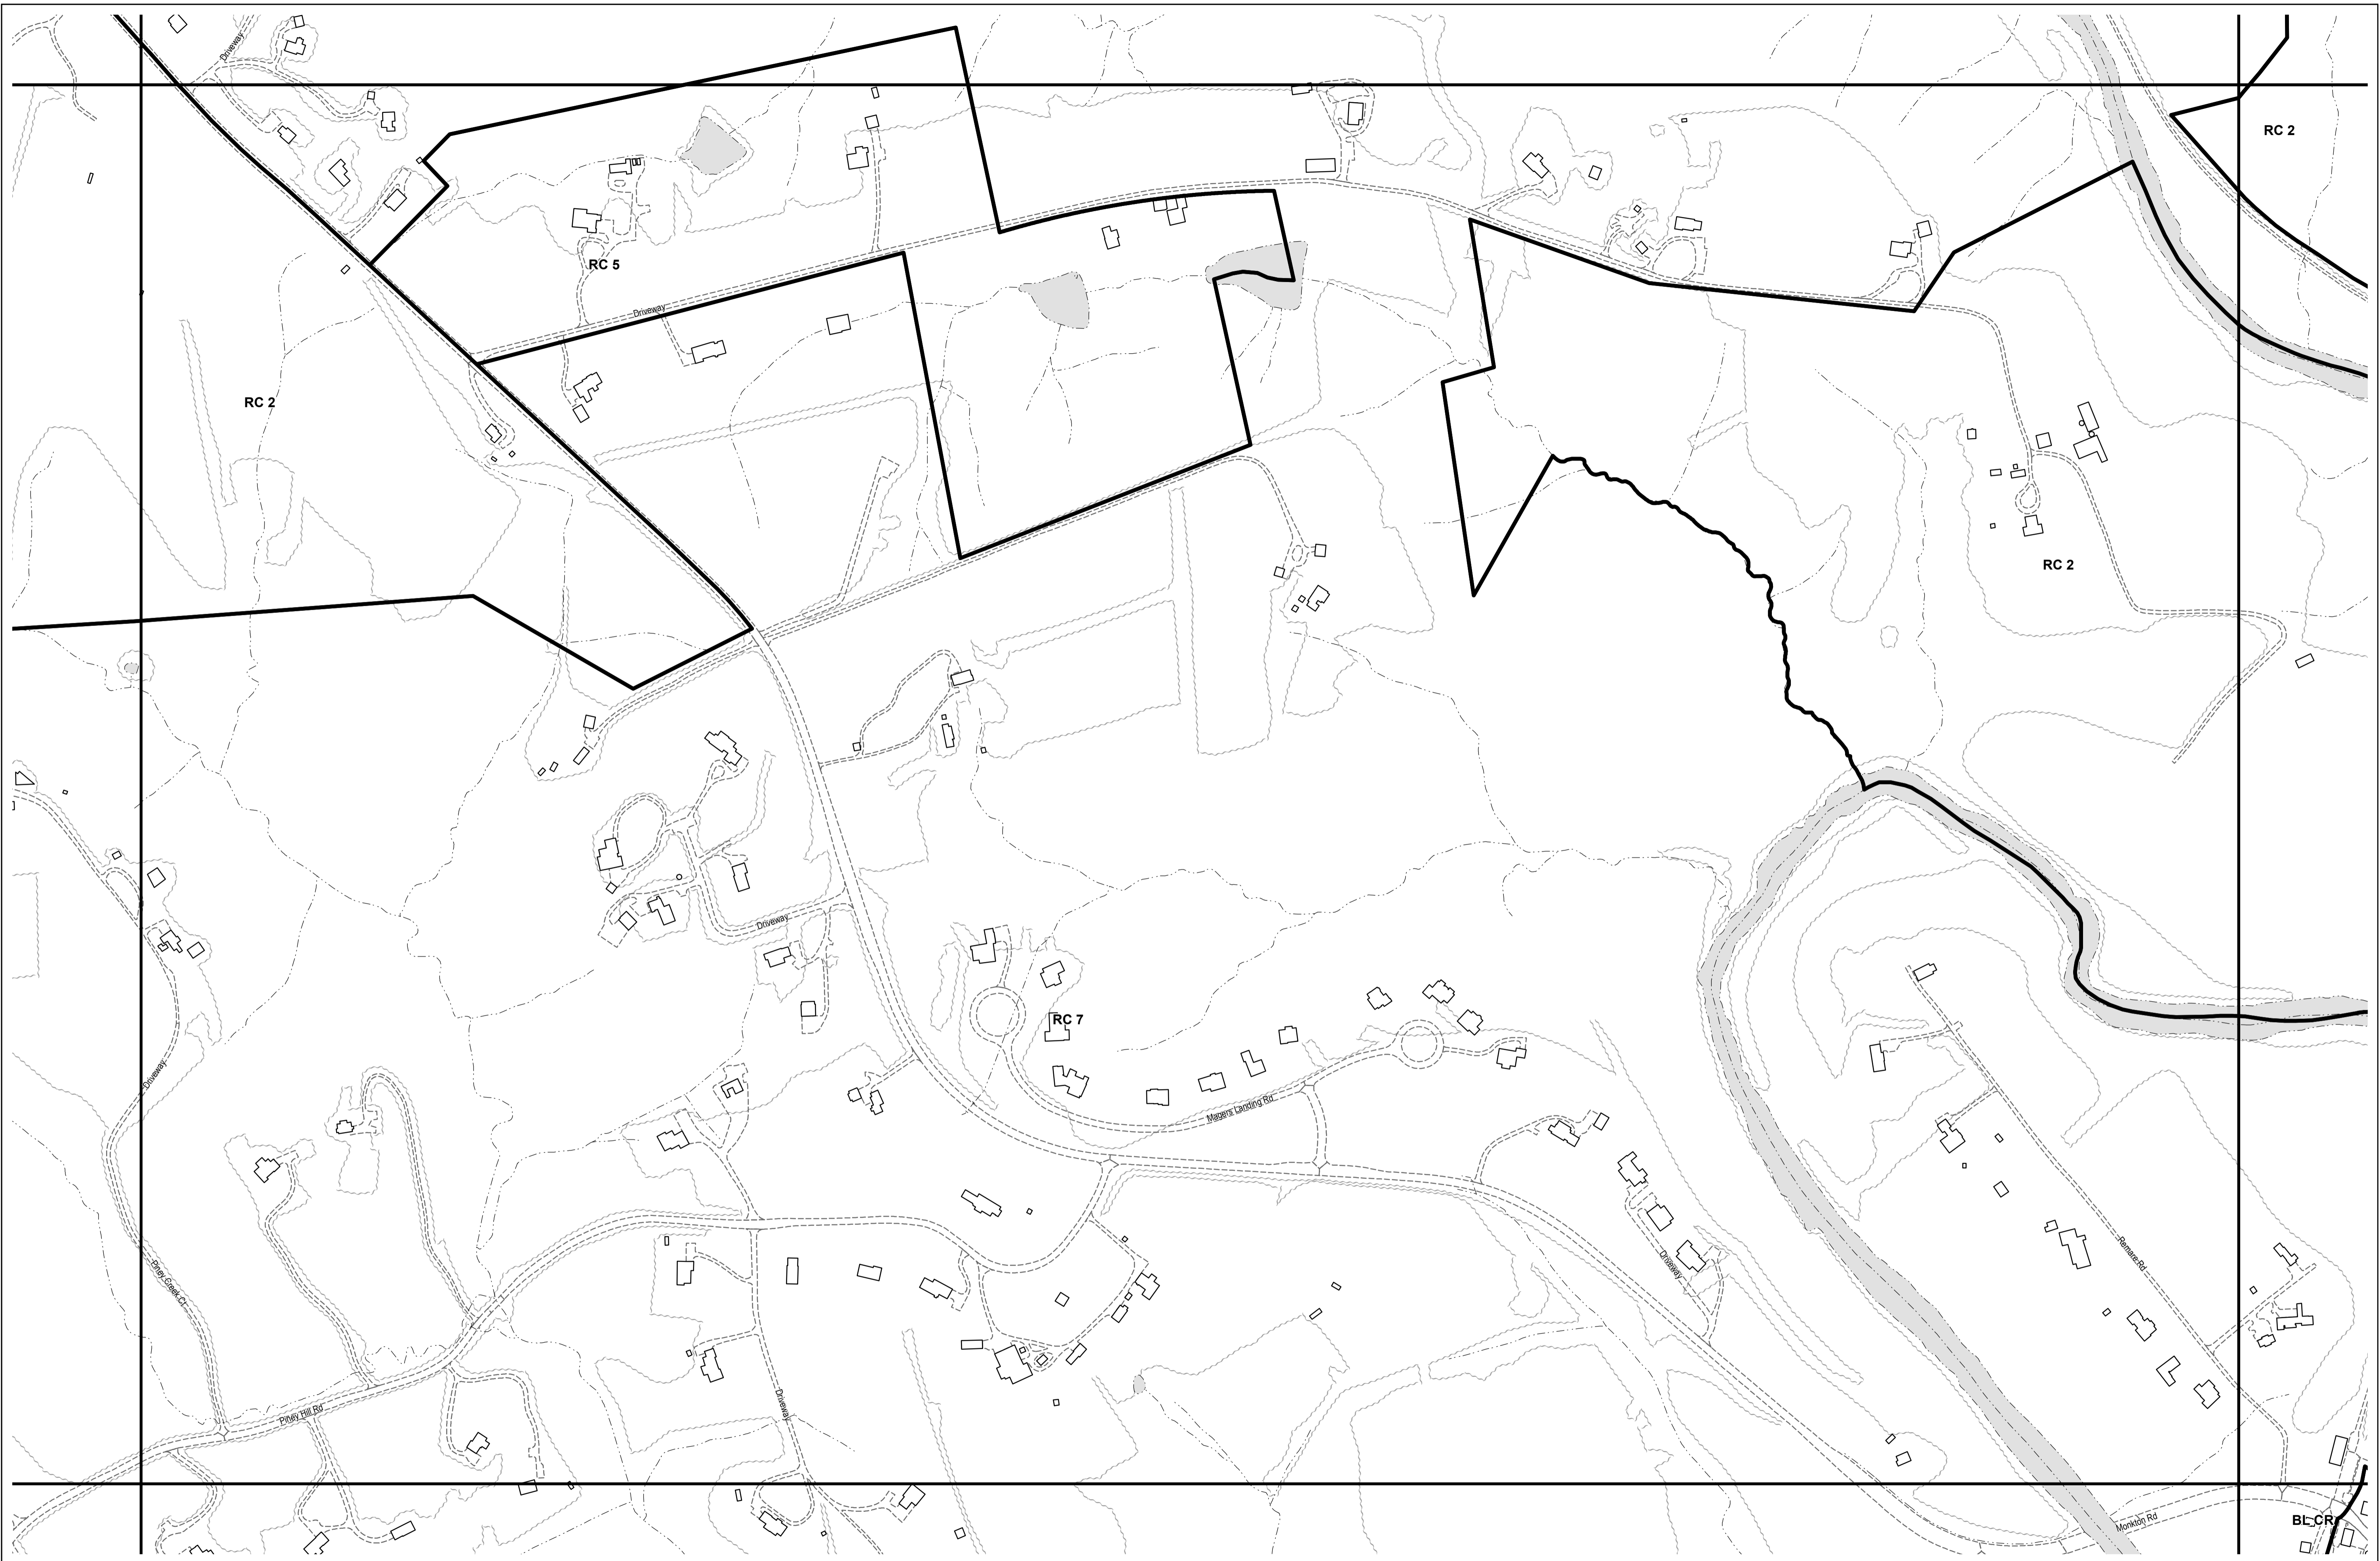 Driveway
RC 2
RC 5
Driveway
RC 2
RC 2
Driveway
RC 7
Driveway
Magers Landing Rd
Piney Creek Ct
Driveway
Remare Rd
Driveway
Piney Hill Rd
Monkton Rd
BL CR